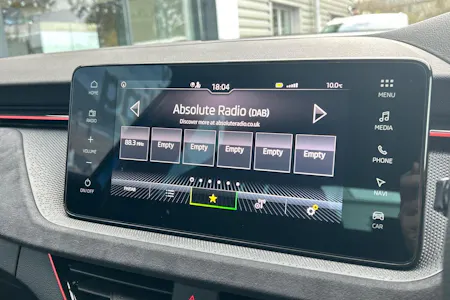 18:04
10.0°C
HOME
MENU
Absolute Radio (DAB)
Discover more at absoluteradio.co.uk
RADIO
MEDIA
88.3 MHz
Empty
Empty
Empty
Empty
Empty
+
VOLUME
−
PHONE
ON/OFF
NAVI
CAR